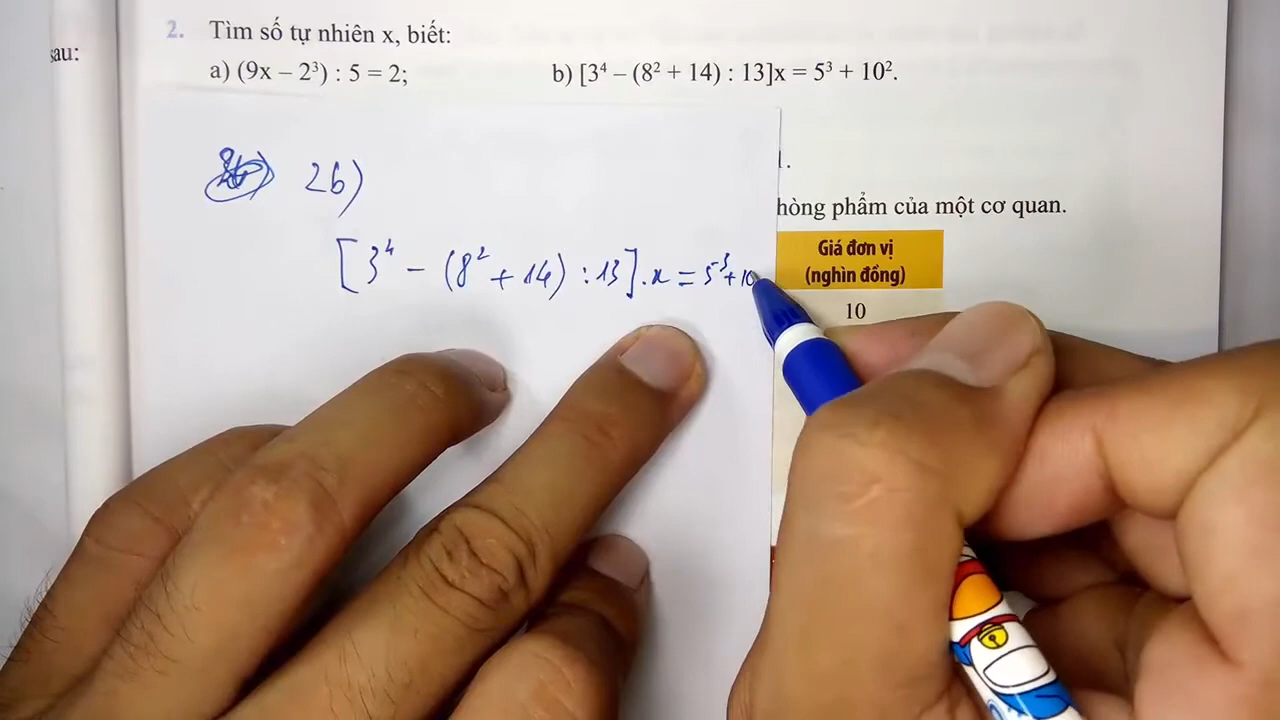 sau:
2. Tìm số tự nhiên x, biết:
a) (9x – 2³) : 5 = 2; b) [3⁴ – (8² + 14) : 13]x = 5³ + 10².
2b)
1.
hòng phẩm của một cơ quan.
Giá đơn vị
[3⁴ – (8² + 14) : 13].x = 5³ + 10
(nghìn đồng)
10